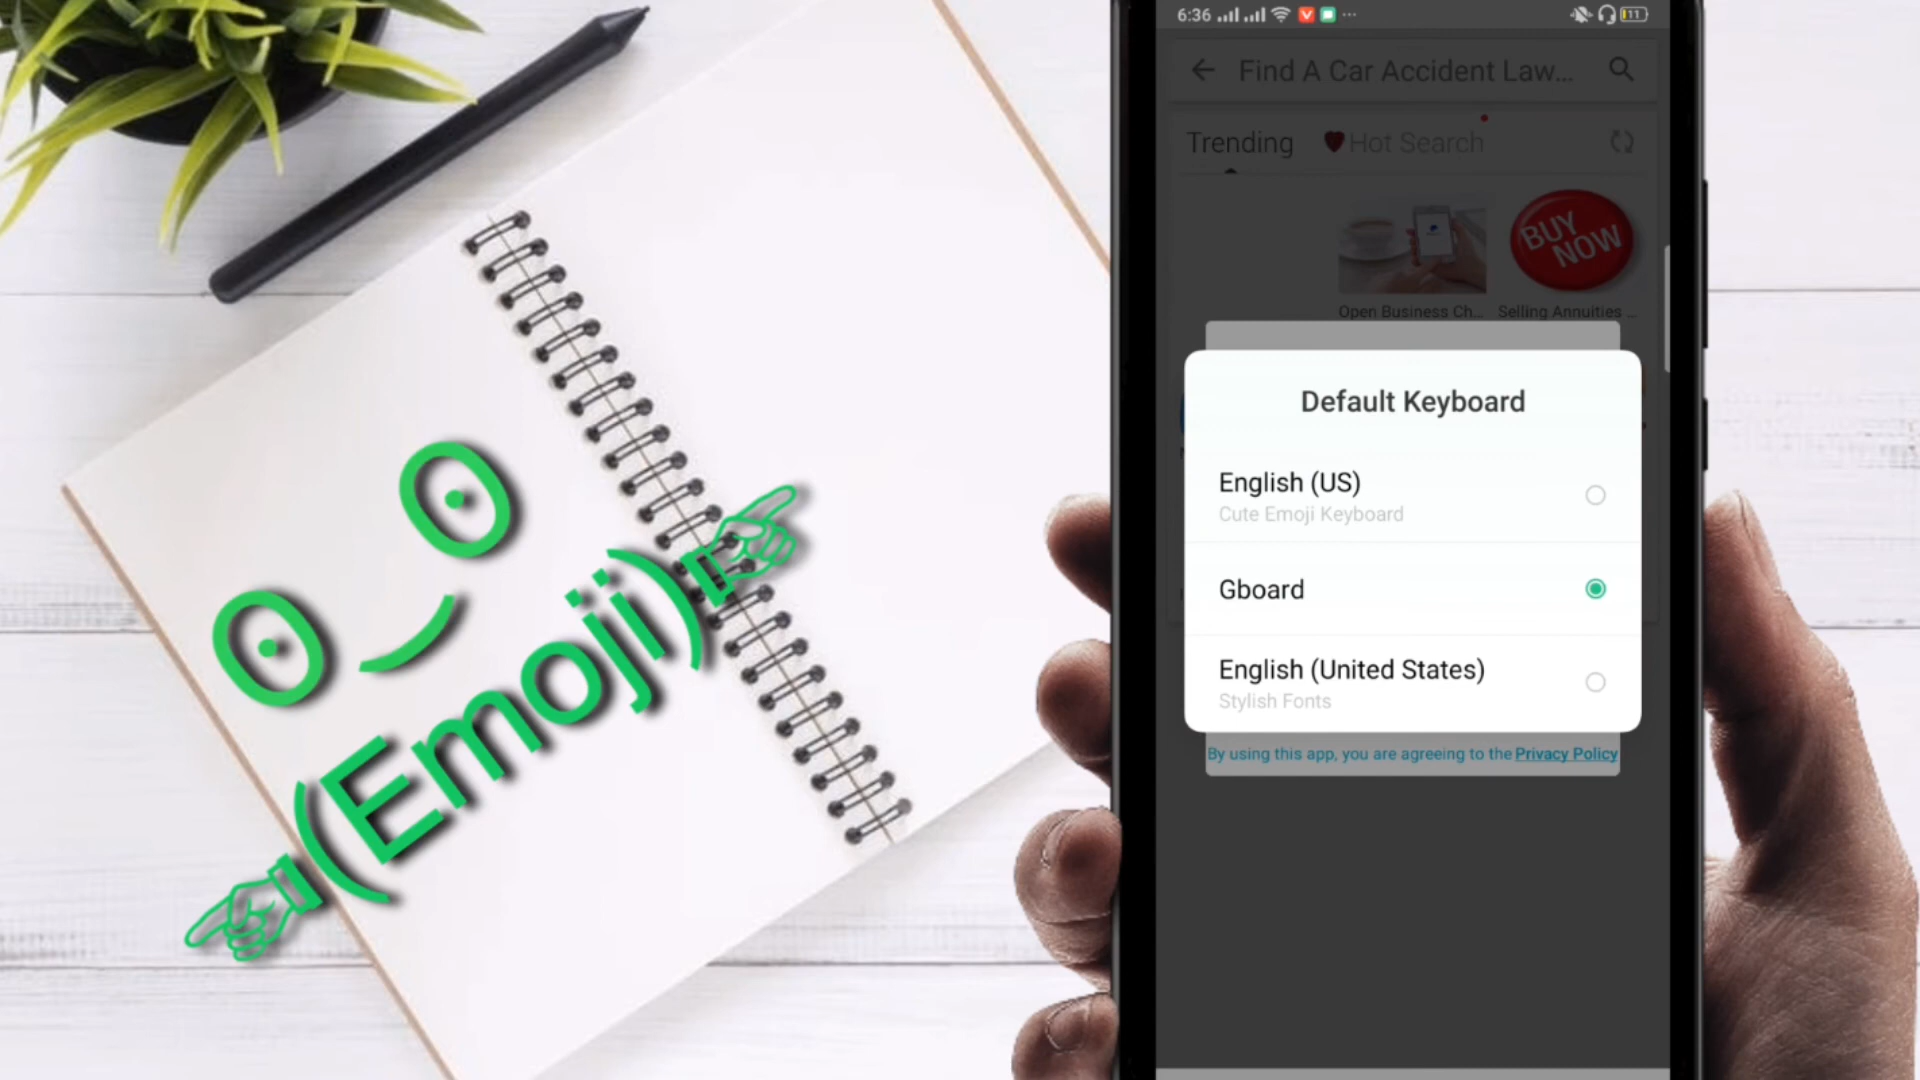 ʘ‿ʘ
☜(Emoji)☞
6:36
11
Find A Car Accident Law...
Trending
Hot Search
BUY
NOW
Open Business Ch...
Selling Annuities ...
Default Keyboard
English (US)
Cute Emoji Keyboard
Gboard
English (United States)
Stylish Fonts
By using this app, you are agreeing to the Privacy Policy